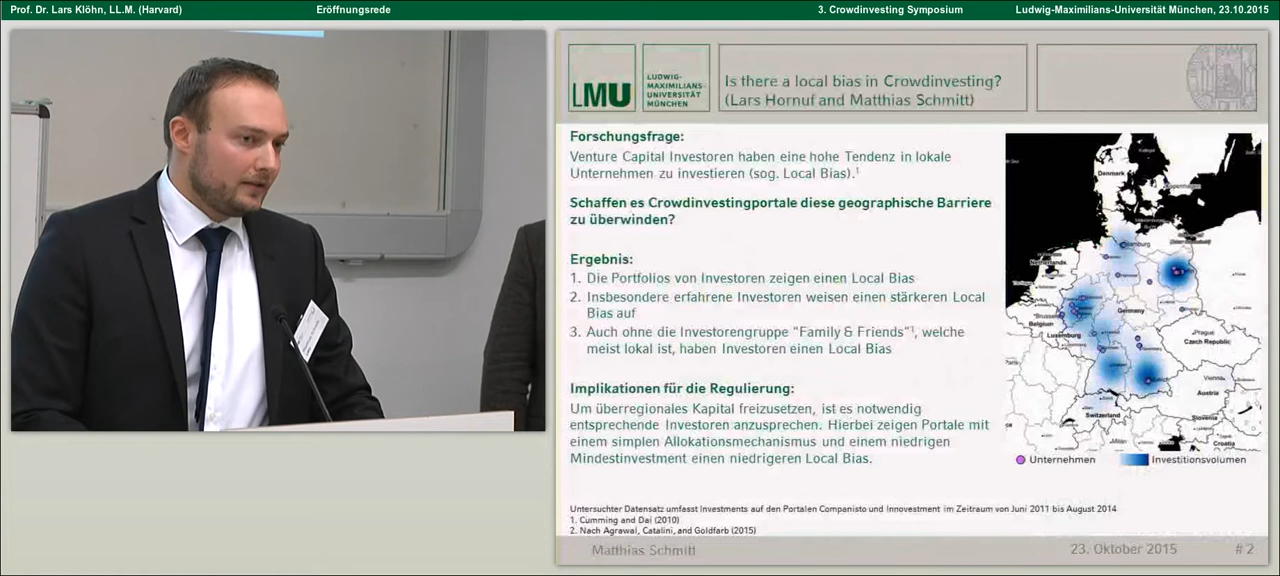 Prof. Dr. Lars Klöhn, LL.M. (Harvard)
Eröffnungsrede
3. Crowdinvesting Symposium
Ludwig-Maximilians-Universität München, 23.10.2015
LMU
LUDWIG-
MAXIMILIANS-
UNIVERSITÄT
MÜNCHEN
Is there a local bias in Crowdinvesting?
(Lars Hornuf and Matthias Schmitt)
Forschungsfrage:
Venture Capital Investoren haben eine hohe Tendenz in lokale
Unternehmen zu investieren (sog. Local Bias).¹
Schaffen es Crowdinvestingportale diese geographische Barriere
zu überwinden?
Ergebnis:
1. Die Portfolios von Investoren zeigen einen Local Bias
2. Insbesondere erfahrene Investoren weisen einen stärkeren Local
Bias auf
3. Auch ohne die Investorengruppe "Family & Friends"¹, welche
meist lokal ist, haben Investoren einen Local Bias
Implikationen für die Regulierung:
Um überregionales Kapital freizusetzen, ist es notwendig
entsprechende Investoren anzusprechen. Hierbei zeigen Portale mit
einem simplen Allokationsmechanismus und einem niedrigen
Mindestinvestment einen niedrigeren Local Bias.
Denmark
Hamburg
Netherlands
Germany
Belgium
Luxemburg
Prague
Czech Republic
Vienna
Austria
Switzerland
Slovenia
Croatia
Unternehmen
Investitionsvolumen
Untersuchter Datensatz umfasst Investments auf den Portalen Companisto und Innovestment im Zeitraum von Juni 2011 bis August 2014
1. Cumming and Dai (2010)
2. Nach Agrawal, Catalini, and Goldfarb (2015)
Matthias Schmitt
23. Oktober 2015
# 2